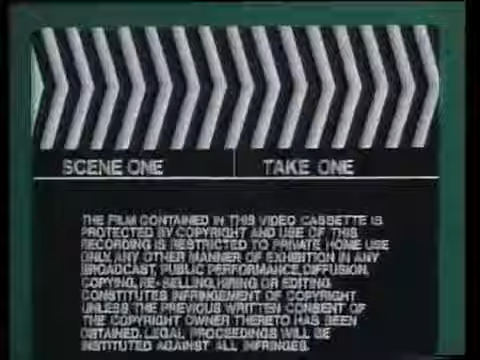 SCENE ONE
TAKE ONE
THE FILM CONTAINED IN THIS VIDEO CASSETTE IS
PROTECTED BY COPYRIGHT AND USE OF THIS
RECORDING IS RESTRICTED TO PRIVATE HOME USE
ONLY. ANY OTHER MANNER OF EXHIBITION IN ANY
BROADCAST, PUBLIC PERFORMANCE, DIFFUSION,
COPYING, RE-SELLING, HIRING OR EDITING
CONSTITUTES INFRINGEMENT OF COPYRIGHT
UNLESS THE PREVIOUS WRITTEN CONSENT OF
THE COPYRIGHT OWNER THERETO HAS BEEN
OBTAINED. LEGAL PROCEEDINGS WILL BE
INSTITUTED AGAINST ALL INFRINGES.